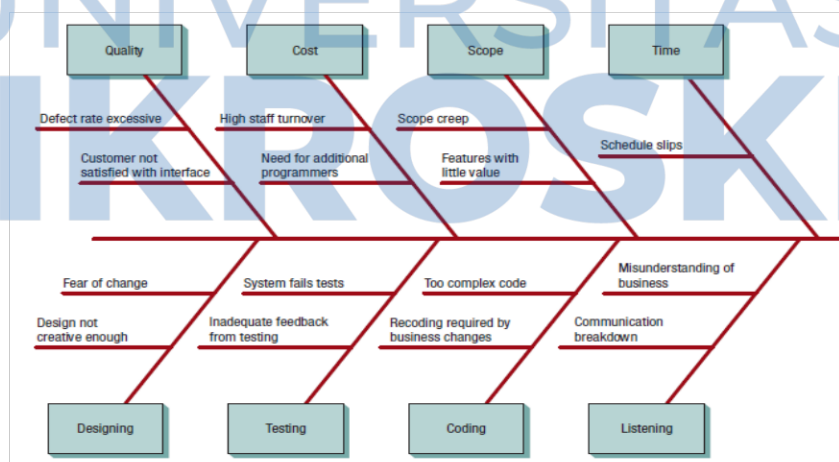 UNIVERSITAS
MIKROSKI
Quality
Cost
Scope
Time
Defect rate excessive
High staff turnover
Scope creep
Schedule slips
Customer not
satisfied with interface
Need for additional
programmers
Features with
little value
Fear of change
System fails tests
Too complex code
Misunderstanding of
business
Design not
creative enough
Inadequate feedback
from testing
Recoding required by
business changes
Communication
breakdown
Designing
Testing
Coding
Listening